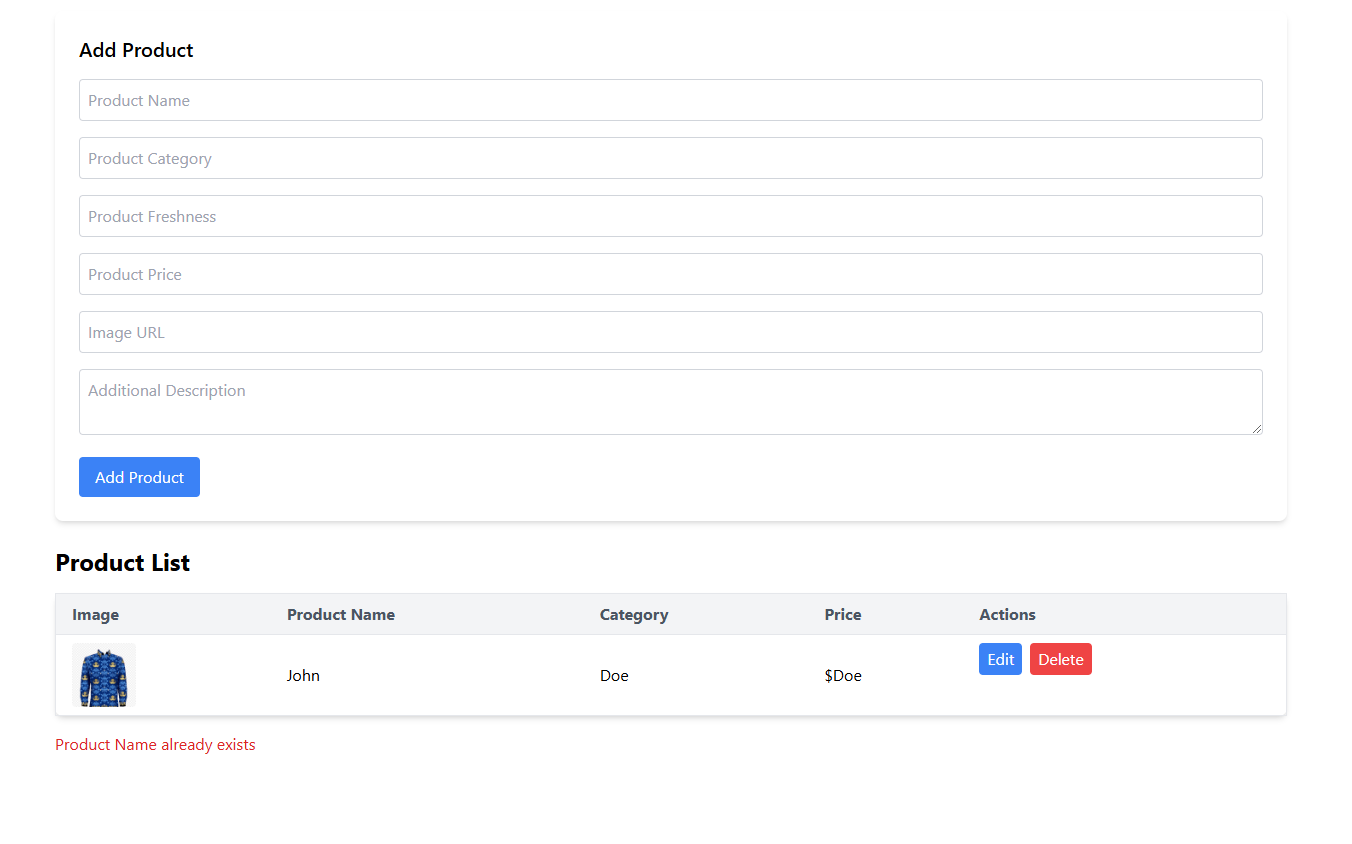 Add Product
Product Name
Product Category
Product Freshness
Product Price
Image URL
Additional Description
Add Product
Product List
Image Product Name Category Price Actions
John Doe $Doe Edit Delete
Product Name already exists